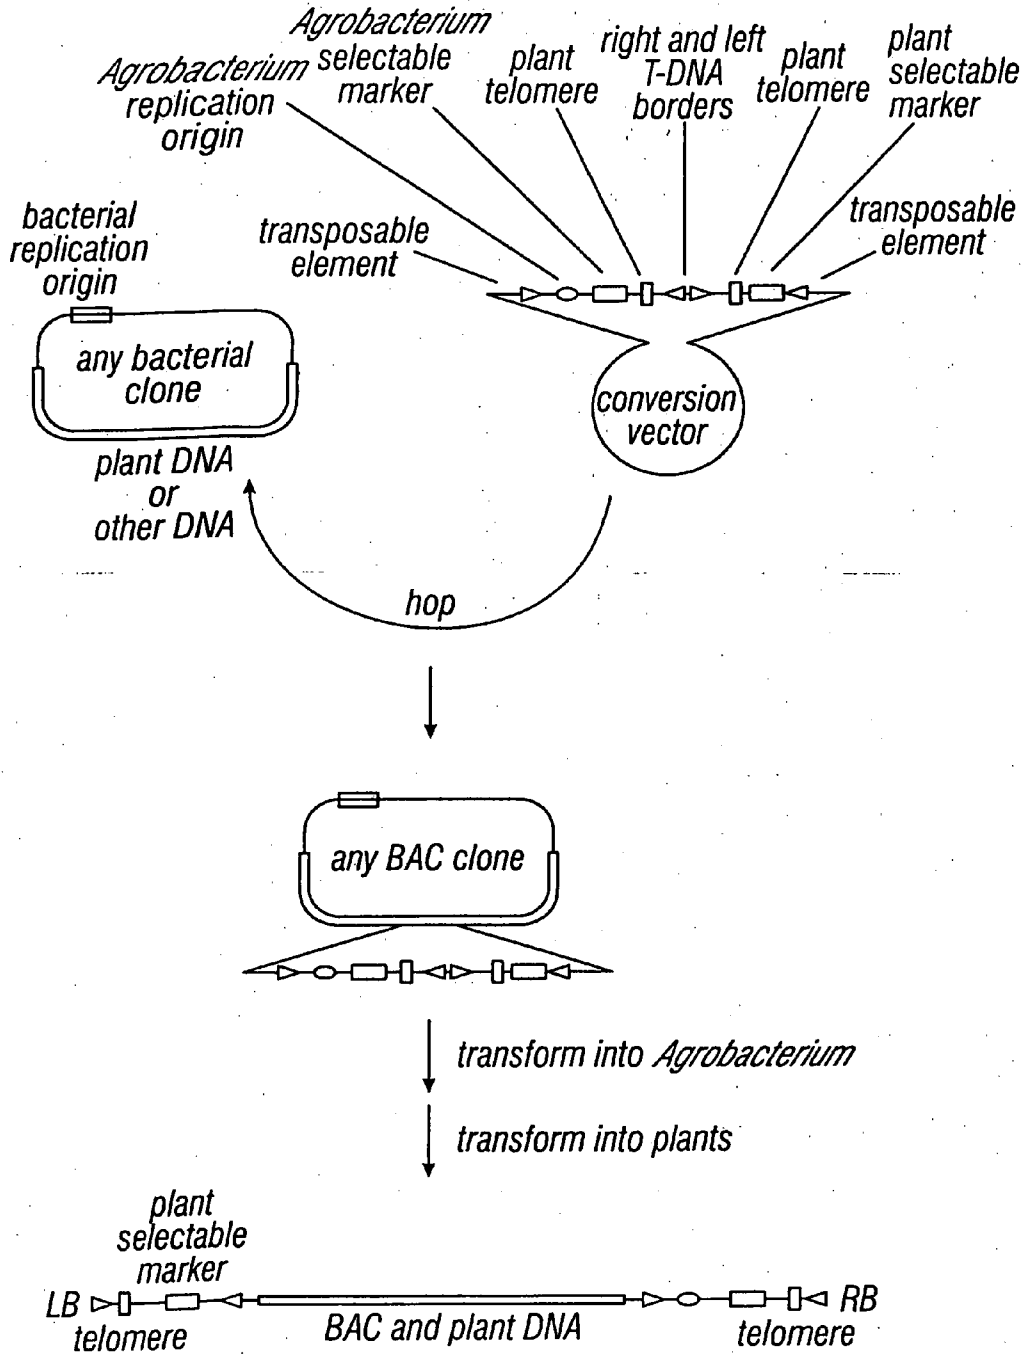 Agrobacterium
replication
origin
Agrobacterium
selectable
marker
plant
telomere
right and left
T-DNA
borders
plant
telomere
plant
selectable
marker
bacterial
replication
origin
transposable
element
transposable
element
any bacterial
clone
conversion
vector
plant DNA
or
other DNA
hop
any BAC clone
transform into Agrobacterium
transform into plants
plant
selectable
marker
LB
RB
telomere
BAC and plant DNA
telomere